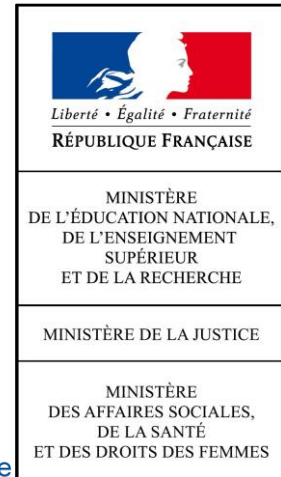 Liberté • Égalité • Fraternité
RÉPUBLIQUE FRANÇAISE
MINISTÈRE
DE L'ÉDUCATION NATIONALE,
DE L'ENSEIGNEMENT
SUPÉRIEUR
ET DE LA RECHERCHE
MINISTÈRE DE LA JUSTICE
MINISTÈRE
DES AFFAIRES SOCIALES,
DE LA SANTÉ
ET DES DROITS DES FEMMES
e